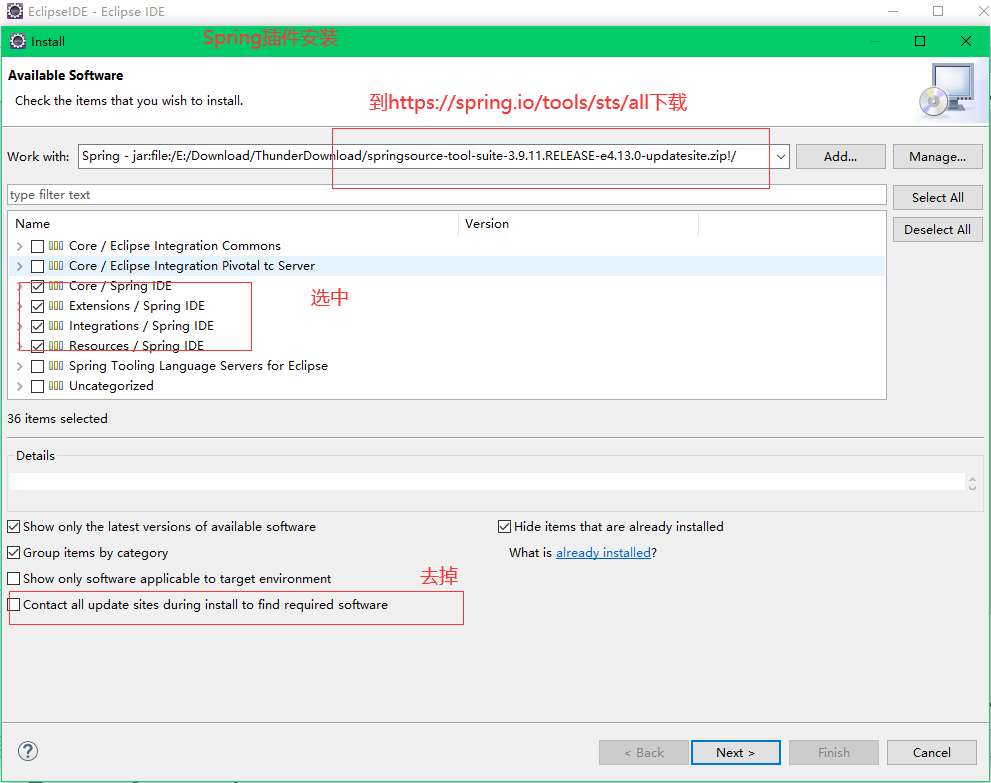 EclipseIDE - Eclipse IDE
Install
Spring插件安装
Available Software
Check the items that you wish to install.
到https://spring.io/tools/sts/all下载
Work with:
Spring - jar:file:/E:/Download/ThunderDownload/springsource-tool-suite-3.9.11.RELEASE-e4.13.0-updatesite.zip!/
Add...
Manage...
type filter text
Select All
Name
Version
Deselect All
Core / Eclipse Integration Commons
Core / Eclipse Integration Pivotal tc Server
Core / Spring IDE
选中
Extensions / Spring IDE
Integrations / Spring IDE
Resources / Spring IDE
Spring Tooling Language Servers for Eclipse
Uncategorized
36 items selected
Details
Show only the latest versions of available software
Hide items that are already installed
Group items by category
What is already installed?
Show only software applicable to target environment
去掉
Contact all update sites during install to find required software
?
< Back
Next >
Finish
Cancel